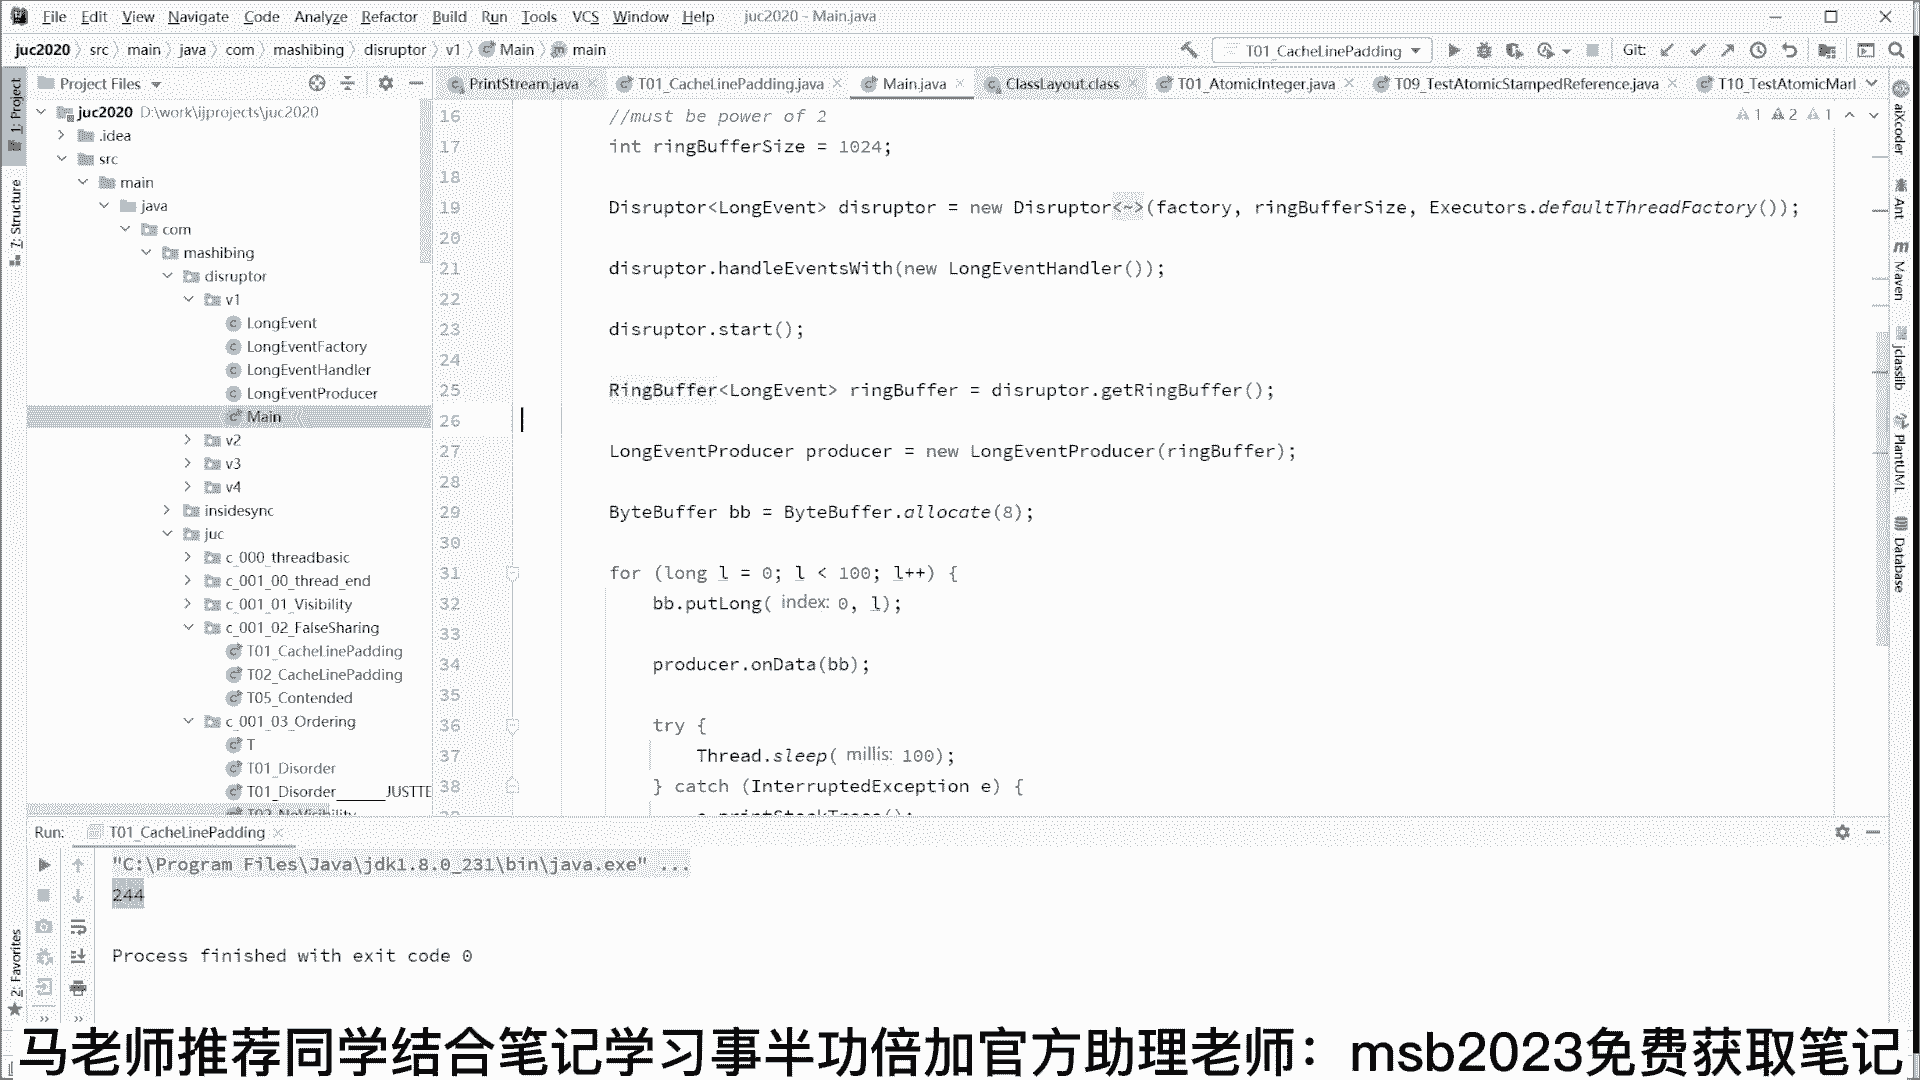 File Edit View Navigate Code Analyze Refactor Build Run Tools VCS Window Help juc2020 - Main.java
juc2020 src main java com mashibing disruptor v1 Main main
T01_CacheLinePadding
Git:
Project Files
PrintStream.java T01_CacheLinePadding.java Main.java ClassLayout.class T01_AtomicInteger.java T09_TestAtomicStampedReference.java T10_TestAtomicMarl
1: Project
7: Structure
2: Favorites
juc2020 D:\work\ijprojects\juc2020
.idea
src
main
java
com
mashibing
disruptor
v1
LongEvent
LongEventFactory
LongEventHandler
LongEventProducer
Main
v2
v3
v4
insidesync
juc
c_000_threadbasic
c_001_00_thread_end
c_001_01_Visibility
c_001_02_FalseSharing
T01_CacheLinePadding
T02_CacheLinePadding
T05_Contended
c_001_03_Ordering
T
T01_Disorder
T01_Disorder______JUSTTE
1 2 1
16 //must be power of 2
17 int ringBufferSize = 1024;
18
19 Disruptor<LongEvent> disruptor = new Disruptor<~>(factory, ringBufferSize, Executors.defaultThreadFactory());
20
21 disruptor.handleEventsWith(new LongEventHandler());
22
23 disruptor.start();
24
25 RingBuffer<LongEvent> ringBuffer = disruptor.getRingBuffer();
26
27 LongEventProducer producer = new LongEventProducer(ringBuffer);
28
29 ByteBuffer bb = ByteBuffer.allocate(8);
30
31 for (long l = 0; l < 100; l++) {
32 bb.putLong( index: 0, l);
33
34 producer.onData(bb);
35
36 try {
37 Thread.sleep( millis: 100);
38 } catch (InterruptedException e) {
aiXcoder
Ant
Maven
jclasslib
PlantUML
Database
Run: T01_CacheLinePadding
"C:\Program Files\Java\jdk1.8.0_231\bin\java.exe" ...
244
Process finished with exit code 0
马老师推荐同学结合笔记学习事半功倍加官方助理老师：msb2023免费获取笔记